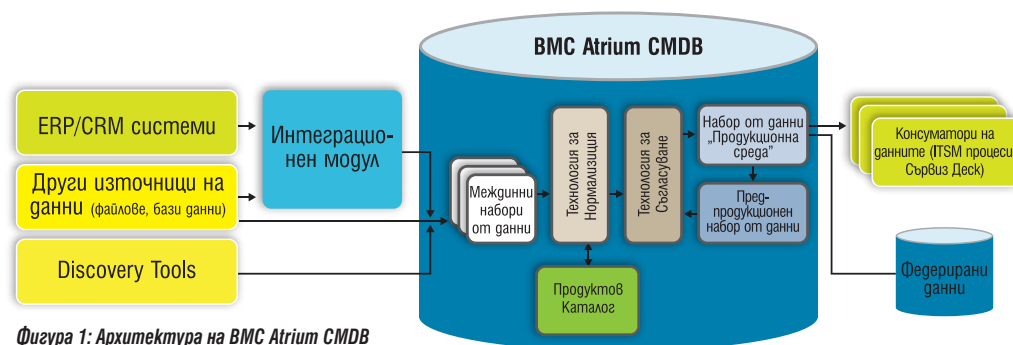 BMC Atrium CMDB
ERP/CRM системи
Други източници на
данни (файлове, бази данни)
Discovery Tools
Интеграцио-
нен модул
Междинни
набори
от данни
Технология за
Нормализиция
Технология за
Съгласуване
Набор от данни
„Продукционна
среда”
Пред-
продукционен
набор от данни
Продуктов
Каталог
Консуматори на
данните (ITSM процеси
Сървиз Деск)
Федерирани
данни
Фигура 1: Архитектура на BMC Atrium CMDB